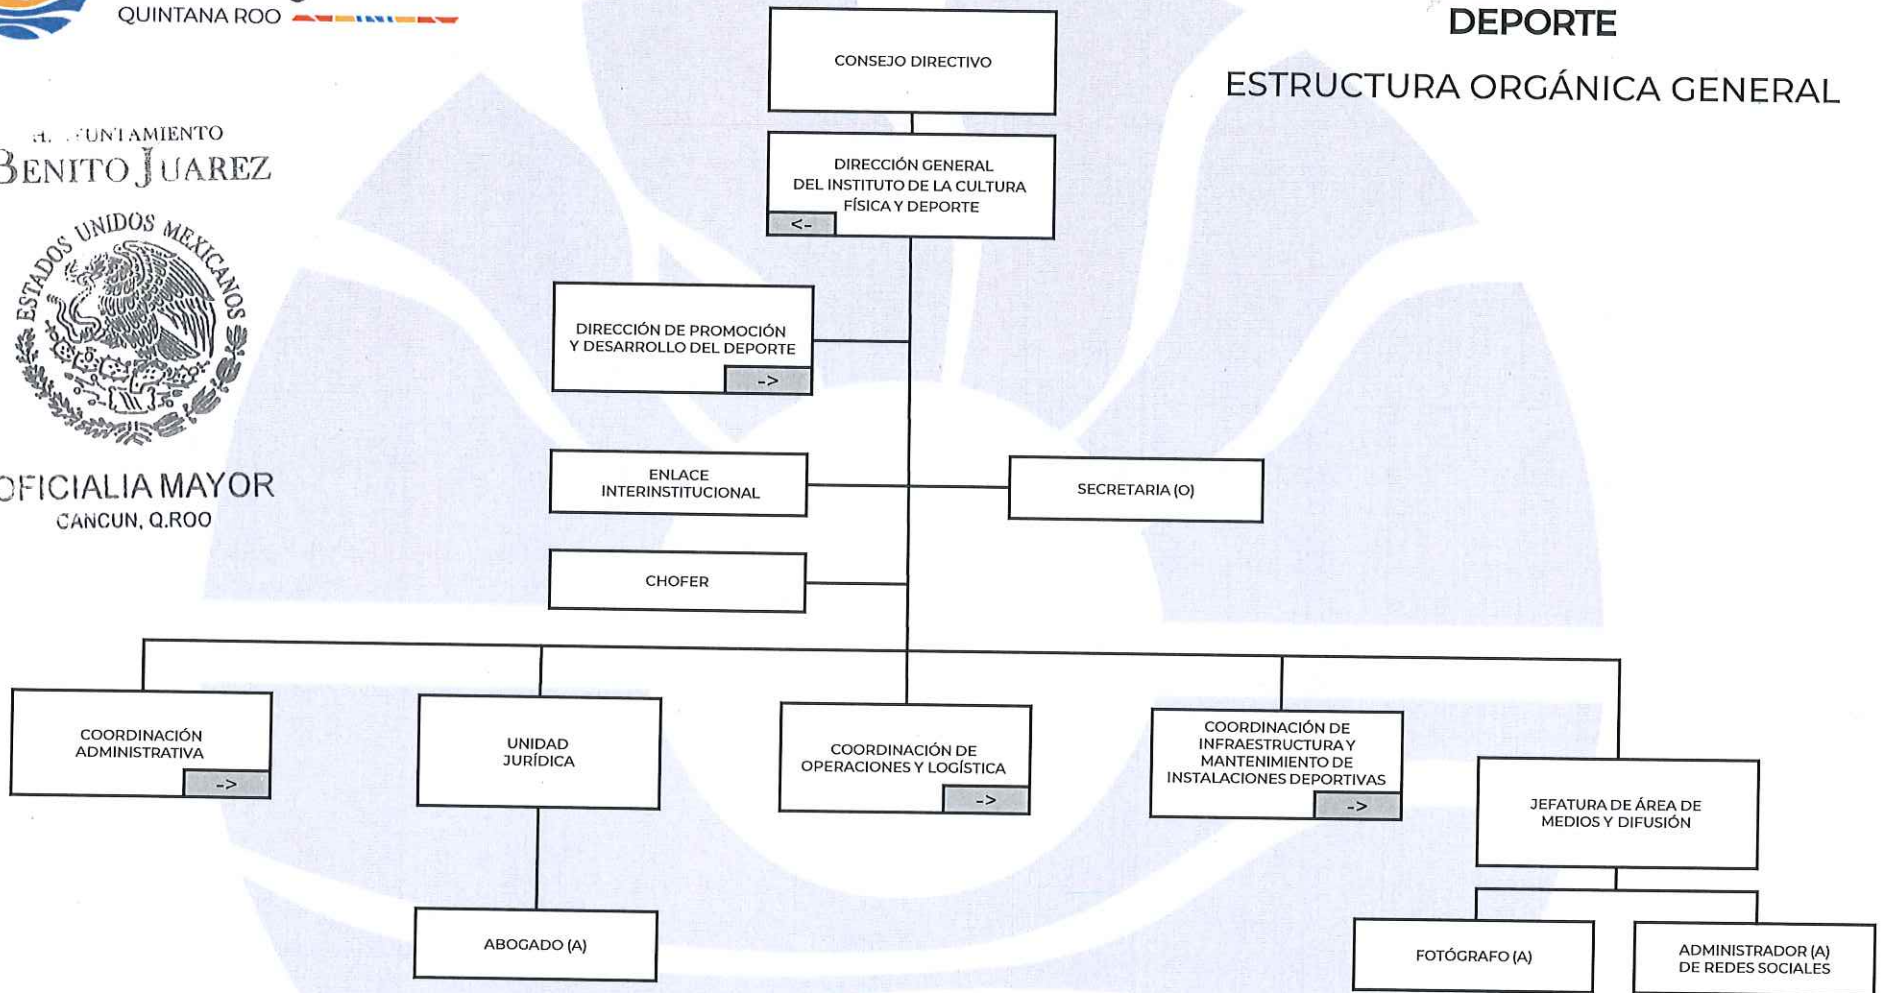 QUINTANA ROO
DEPORTE
ESTRUCTURA ORGÁNICA GENERAL
BENITO JUAREZ
ESTADOS UNIDOS MEXICANOS
OFICIALIA MAYOR
CANCUN, Q.ROO
CONSEJO DIRECTIVO
DIRECCIÓN GENERAL
DEL INSTITUTO DE LA CULTURA
FÍSICA Y DEPORTE
<-
DIRECCIÓN DE PROMOCIÓN
Y DESARROLLO DEL DEPORTE
->
ENLACE
INTERINSTITUCIONAL
SECRETARIA (O)
CHOFER
COORDINACIÓN
ADMINISTRATIVA
->
UNIDAD
JURÍDICA
COORDINACIÓN DE
OPERACIONES Y LOGÍSTICA
->
COORDINACIÓN DE
INFRAESTRUCTURA Y
MANTENIMIENTO DE
INSTALACIONES DEPORTIVAS
->
JEFATURA DE ÁREA DE
MEDIOS Y DIFUSIÓN
ABOGADO (A)
FOTÓGRAFO (A)
ADMINISTRADOR (A)
DE REDES SOCIALES